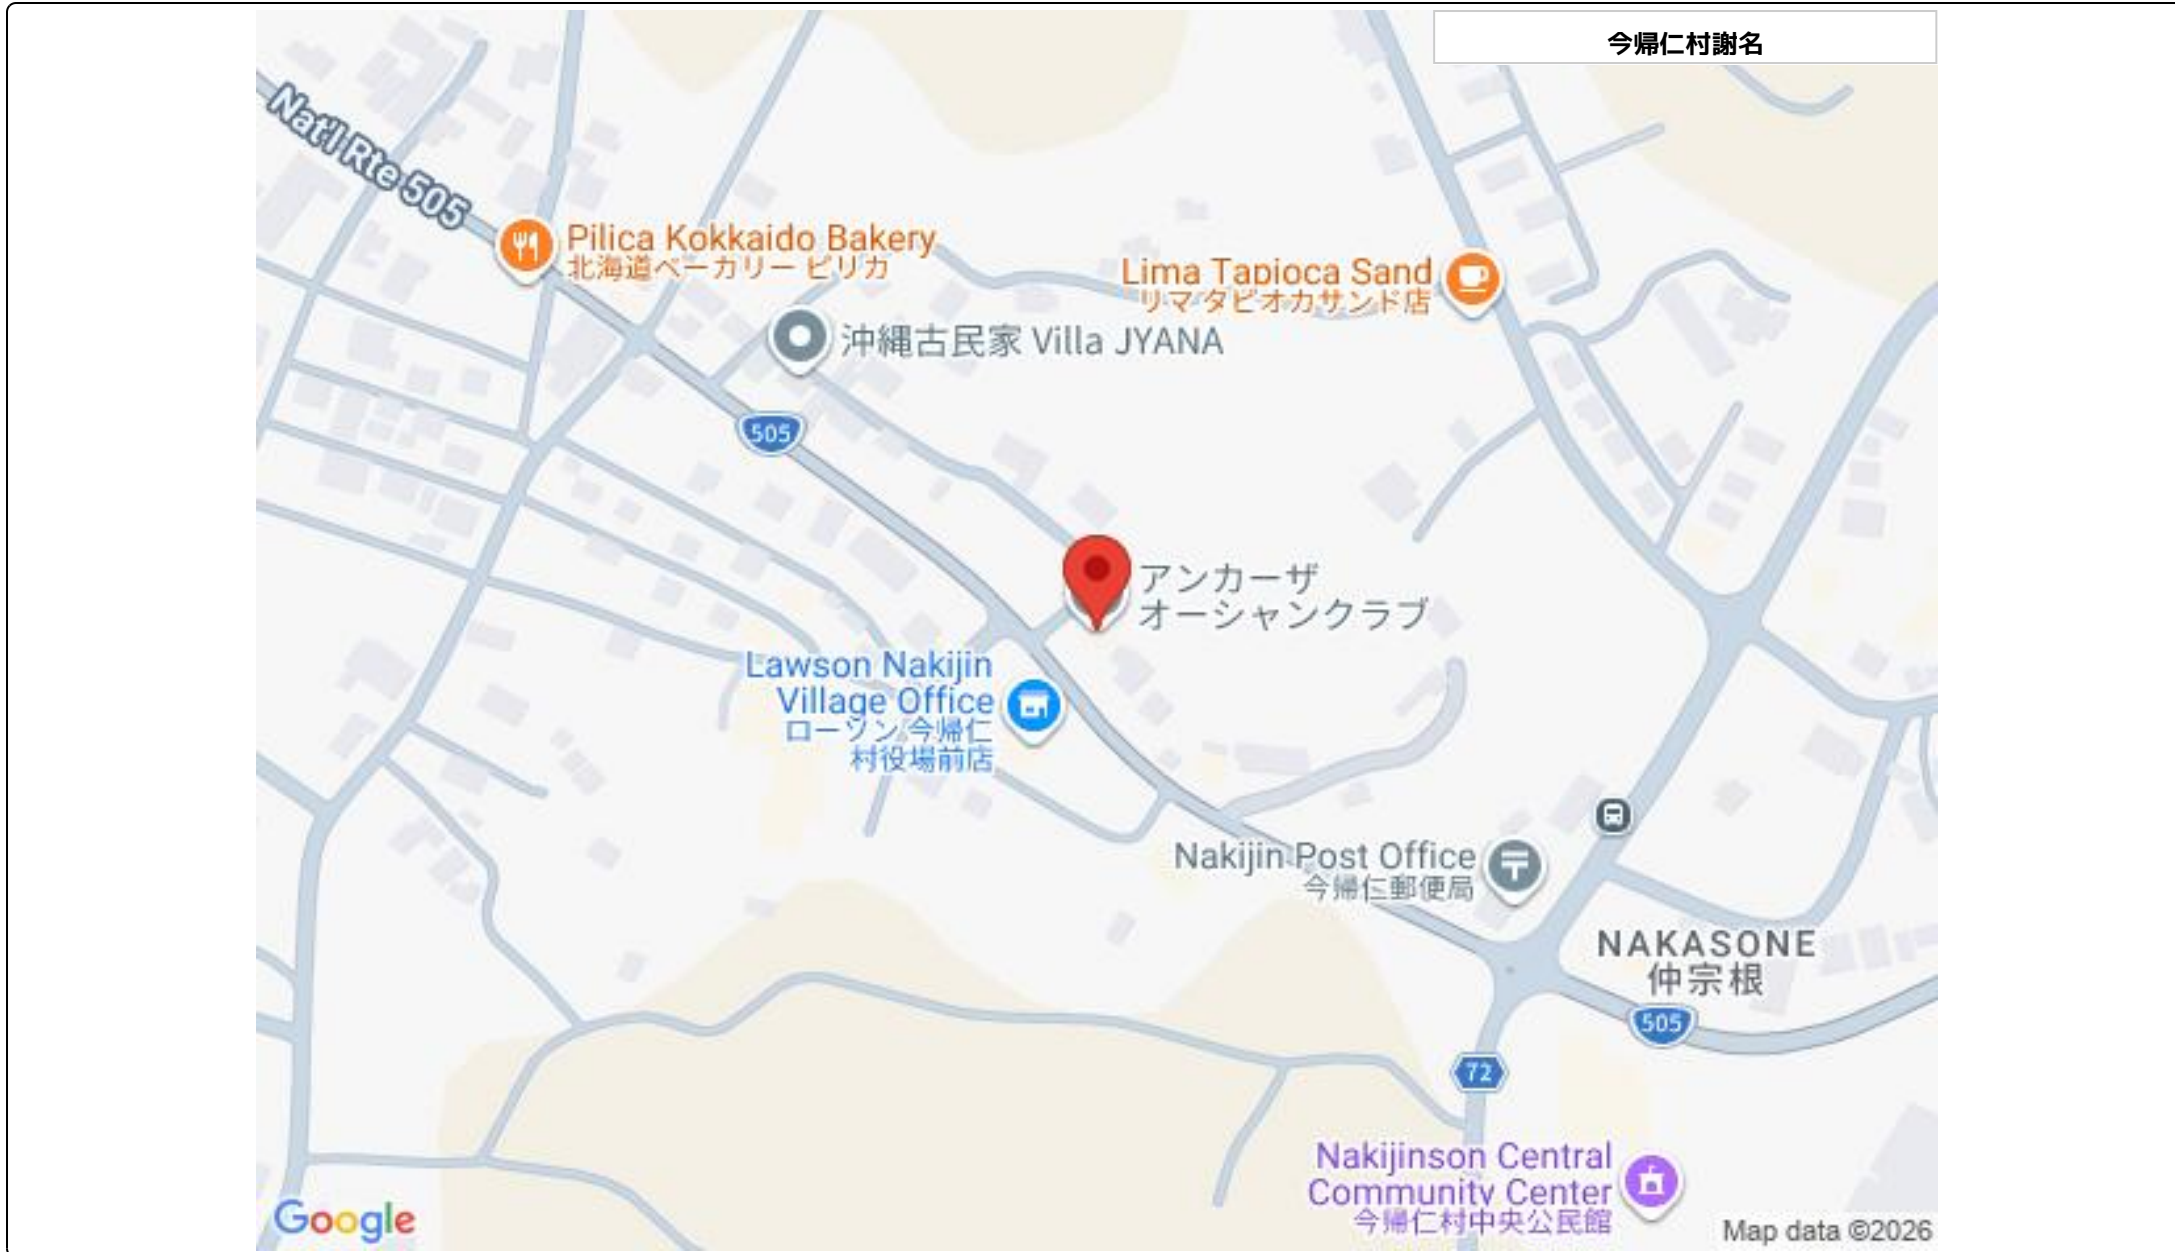 今帰仁村謝名
Nat'l Rte 505
Pilica Kokkaido Bakery
北海道ベーカリー ピリカ
Lima Tapioca Sand
リマ タピオカサンド店
沖縄古民家 Villa JYANA
505
アンカーザ
オーシャンクラブ
Lawson Nakijin
Village Office
ローソン 今帰仁
村役場前店
Nakijin Post Office
今帰仁郵便局
NAKASONE
仲宗根
505
72
Nakijinson Central
Community Center
今帰仁村中央公民館
Google
Map data ©2026